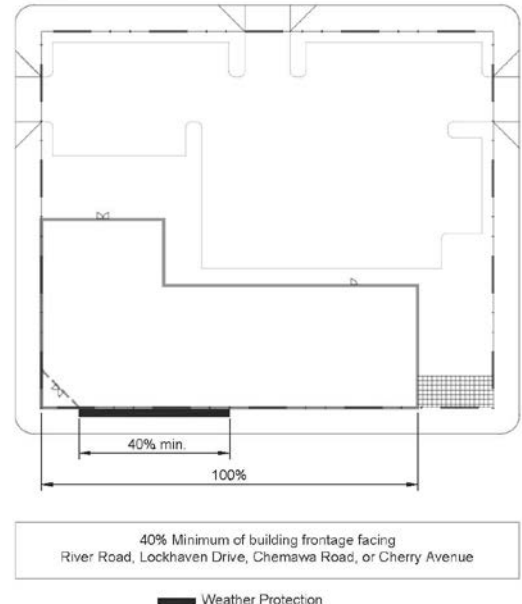 40% min.
100%
40% Minimum of building frontage facing
River Road, Lockhaven Drive, Chemawa Road, or Cherry Avenue
Weather Protection